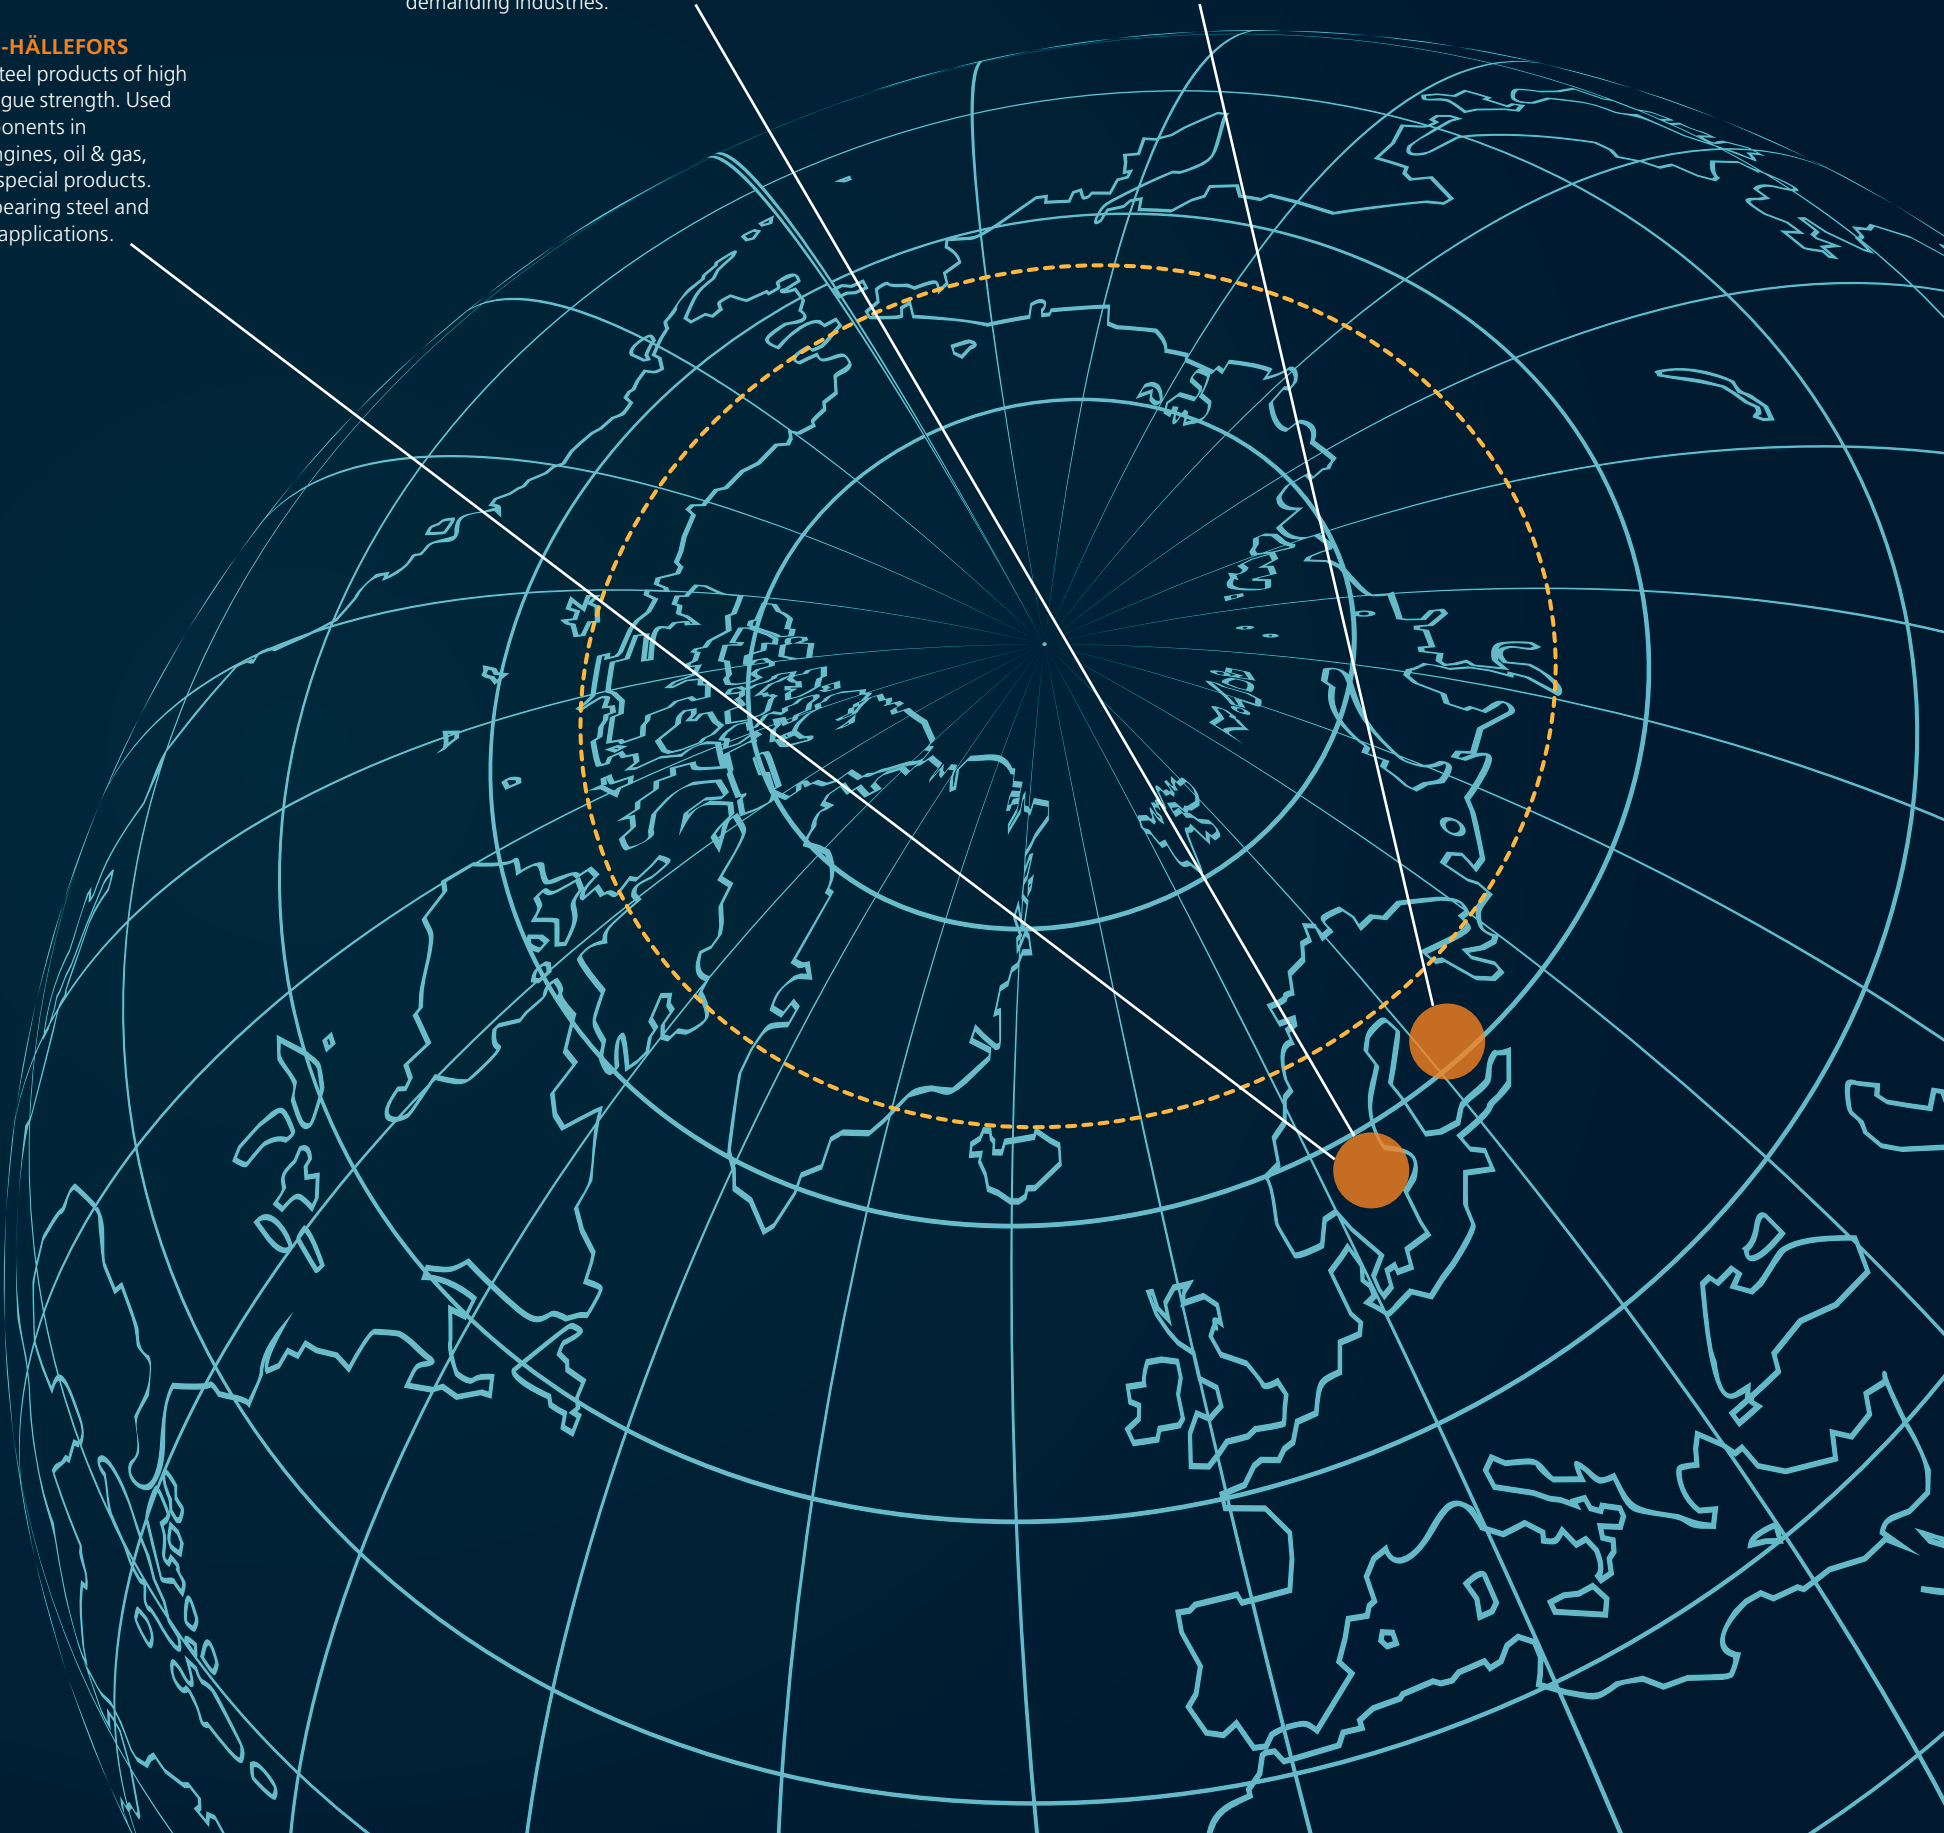 demanding industries.
-HÄLLEFORS
teel products of high
gue strength. Used
onents in
ngines, oil & gas,
special products.
bearing steel and
applications.